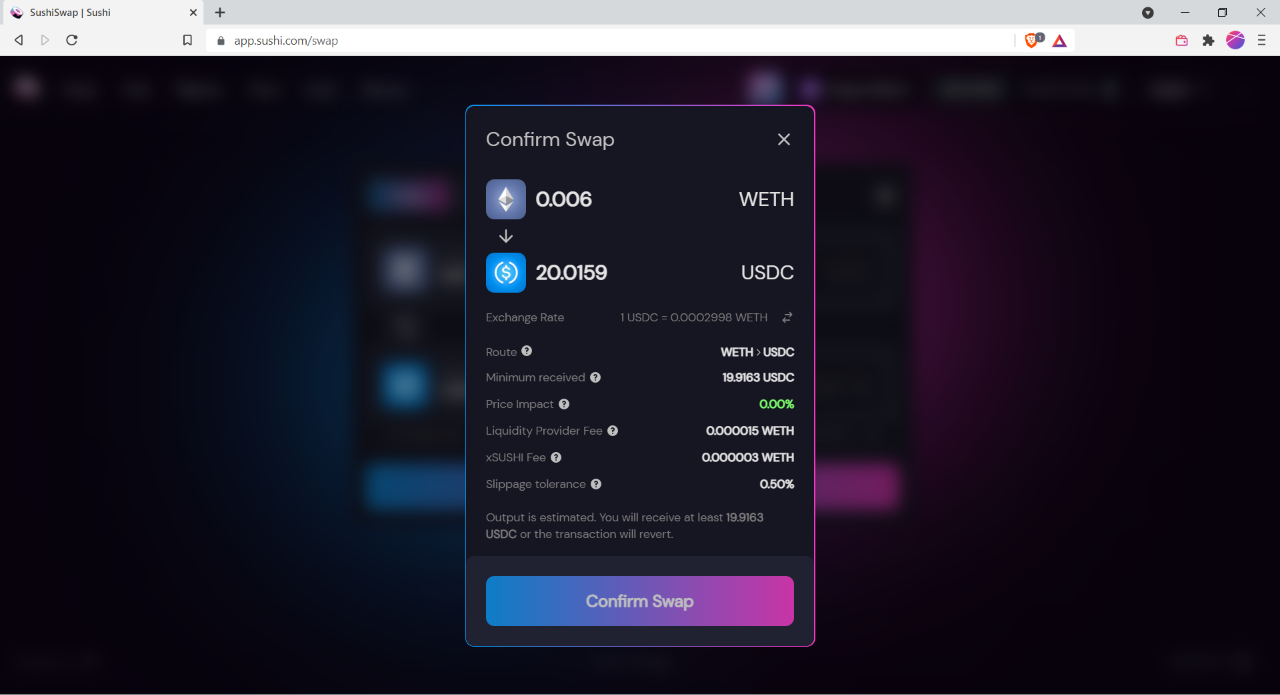 SushiSwap | Sushi
app.sushi.com/swap
1
Confirm Swap
0.006 WETH
20.0159 USDC
Exchange Rate 1 USDC = 0.0002998 WETH
Route ? WETH > USDC
Minimum received ? 19.9163 USDC
Price Impact ? 0.00%
Liquidity Provider Fee ? 0.000015 WETH
xSUSHI Fee ? 0.000003 WETH
Slippage tolerance ? 0.50%
Output is estimated. You will receive at least 19.9163
USDC or the transaction will revert.
Confirm Swap